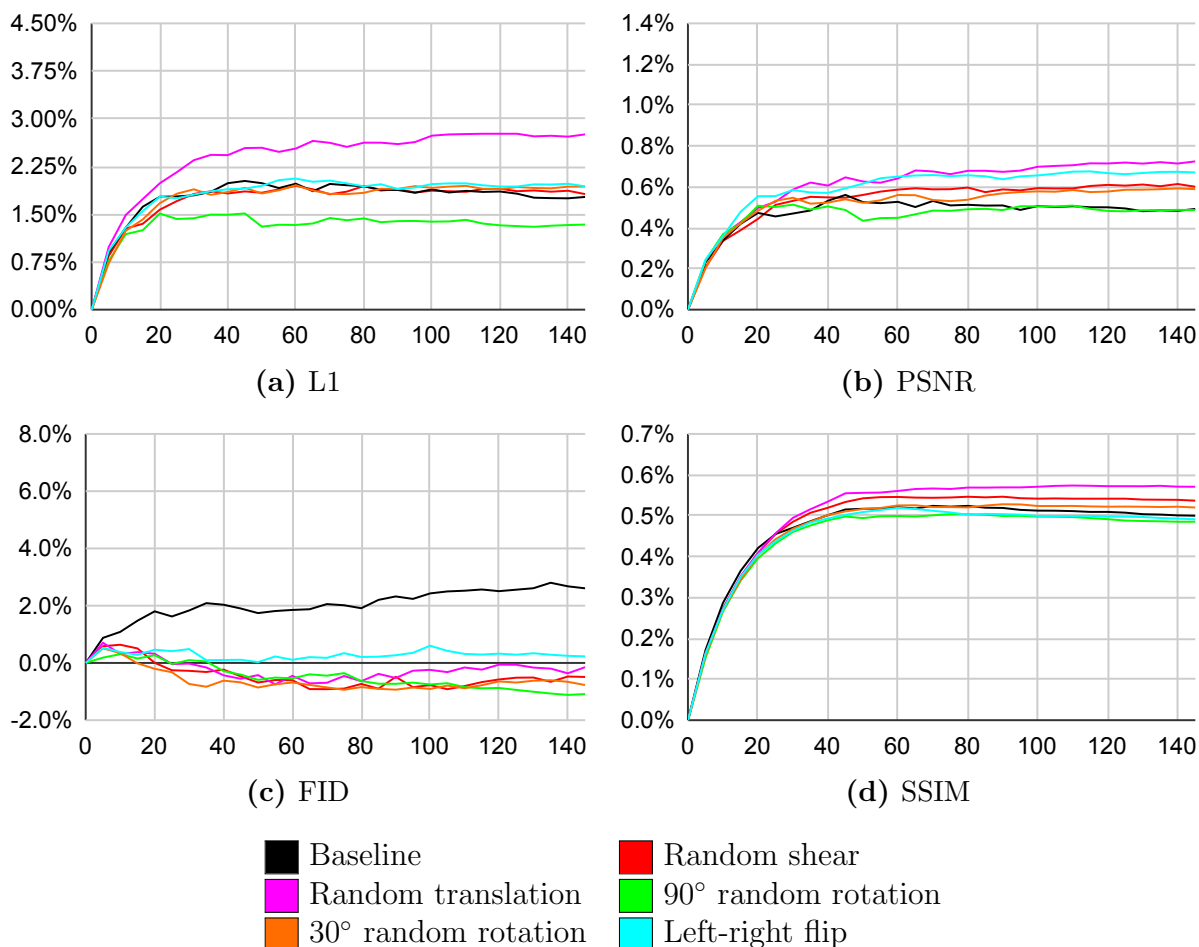 4.50%
3.75%
3.00%
2.25%
1.50%
0.75%
0.00%
0 20 40 60 80 100 120 140
(a) L1
1.4%
1.2%
1.0%
0.8%
0.6%
0.4%
0.2%
0.0%
0 20 40 60 80 100 120 140
(b) PSNR
8.0%
6.0%
4.0%
2.0%
0.0%
-2.0%
0 20 40 60 80 100 120 140
(c) FID
0.7%
0.6%
0.5%
0.4%
0.3%
0.2%
0.1%
0.0%
0 20 40 60 80 100 120 140
(d) SSIM
Baseline
Random shear
Random translation
90° random rotation
30° random rotation
Left-right flip